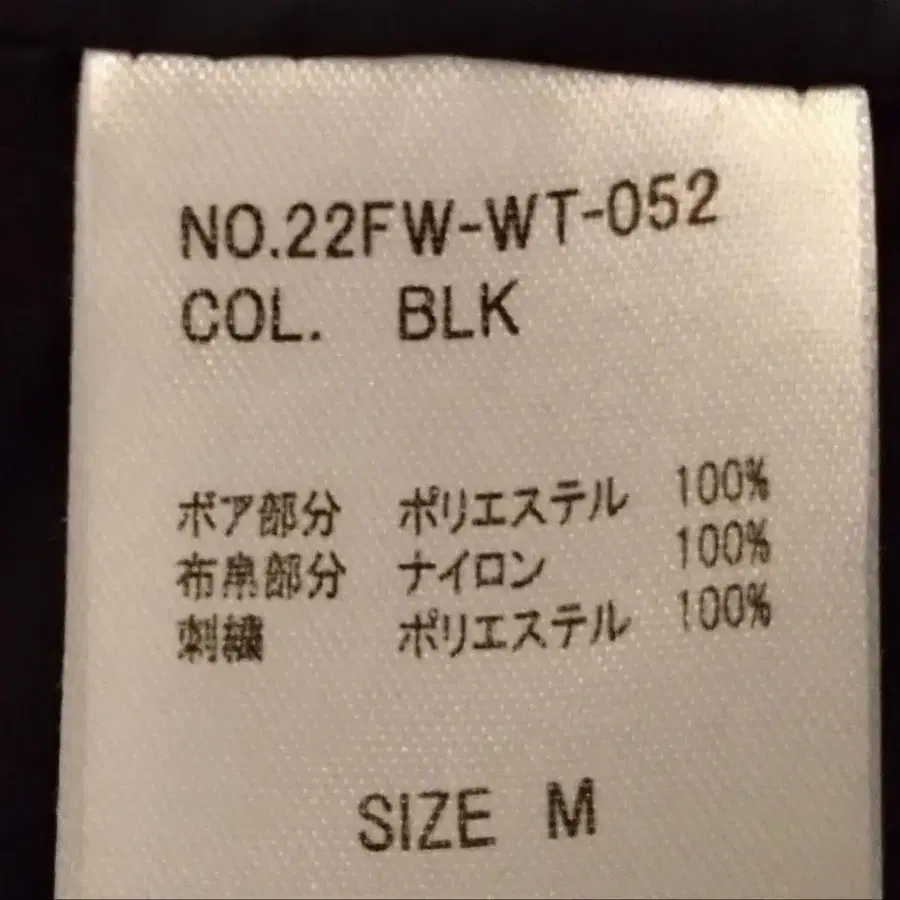 NO.22FW-WT-052
COL. BLK
ボア部分 ポリエステル 100%
布帛部分 ナイロン 100%
刺繍 ポリエステル 100%
SIZE M